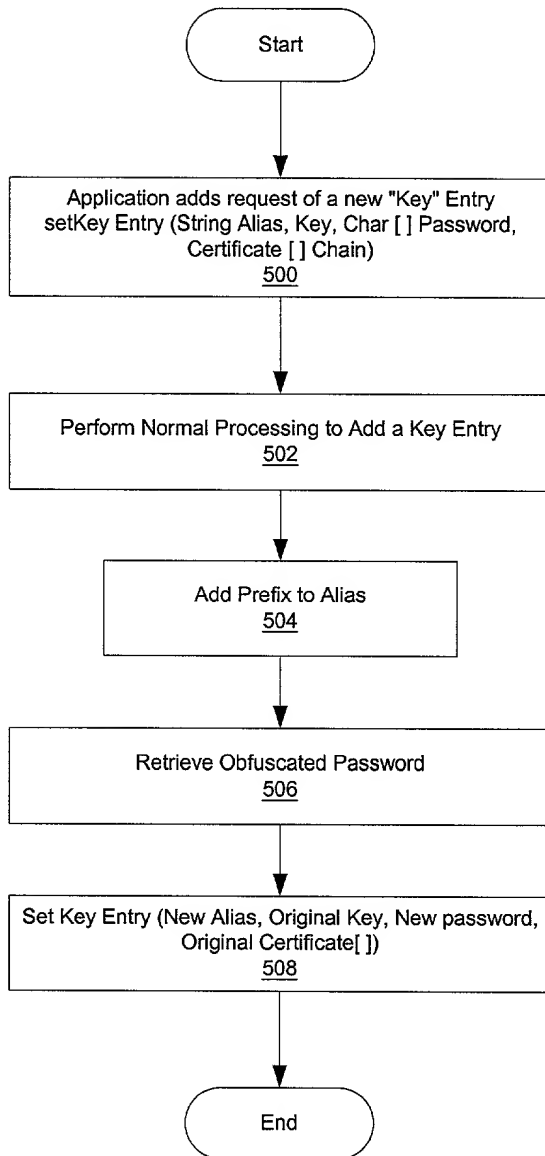 Start
Application adds request of a new "Key" Entry
setKey Entry (String Alias, Key, Char [ ] Password,
Certificate [ ] Chain)
500
Perform Normal Processing to Add a Key Entry
502
Add Prefix to Alias
504
Retrieve Obfuscated Password
506
Set Key Entry (New Alias, Original Key, New password,
Original Certificate[ ])
508
End